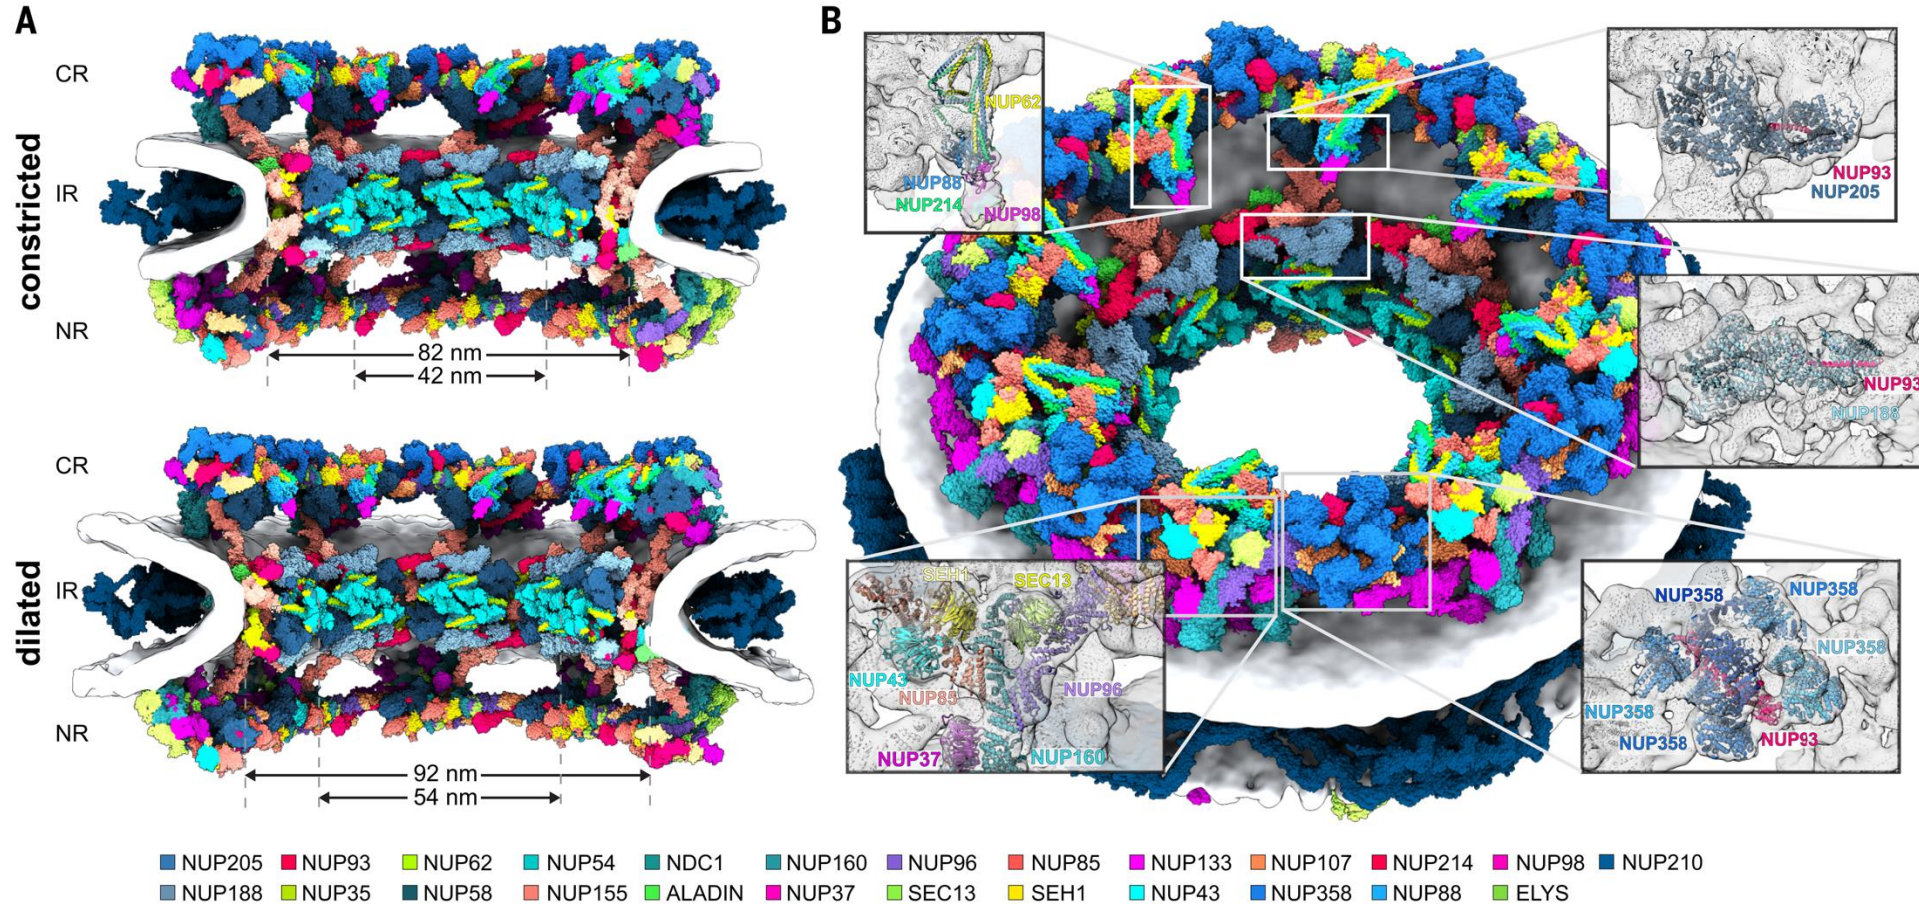 A
CR
constricted
IR
NR
82 nm
42 nm
CR
dilated
IR
NR
92 nm
54 nm
B
NUP62
NUP88
NUP214
NUP98
NUP93
NUP205
NUP93
NUP188
SEH1
SEC13
NUP43
NUP85
NUP96
NUP37
NUP160
NUP358
NUP358
NUP358
NUP358
NUP358
NUP93
NUP205 NUP93 NUP62 NUP54 NDC1 NUP160 NUP96 NUP85 NUP133 NUP107 NUP214 NUP98 NUP210
NUP188 NUP35 NUP58 NUP155 ALADIN NUP37 SEC13 SEH1 NUP43 NUP358 NUP88 ELYS